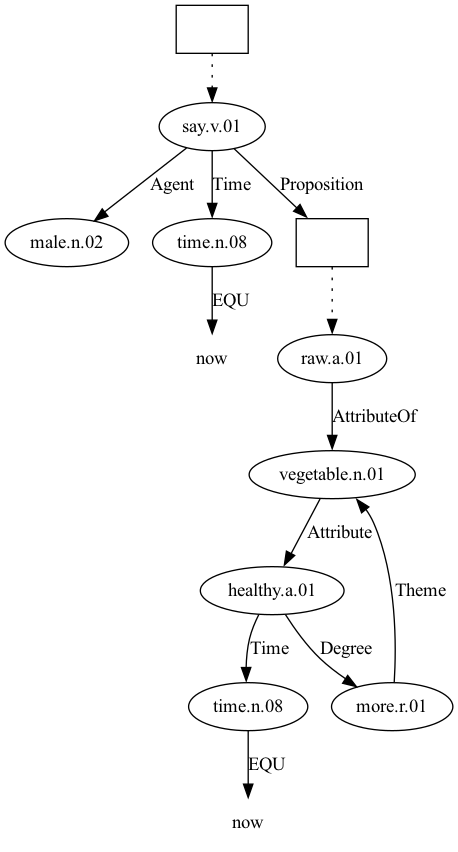 say.v.01
Agent
Time
Proposition
male.n.02
time.n.08
EQU
now
raw.a.01
AttributeOf
vegetable.n.01
Attribute
healthy.a.01
Theme
Time
Degree
time.n.08
more.r.01
EQU
now